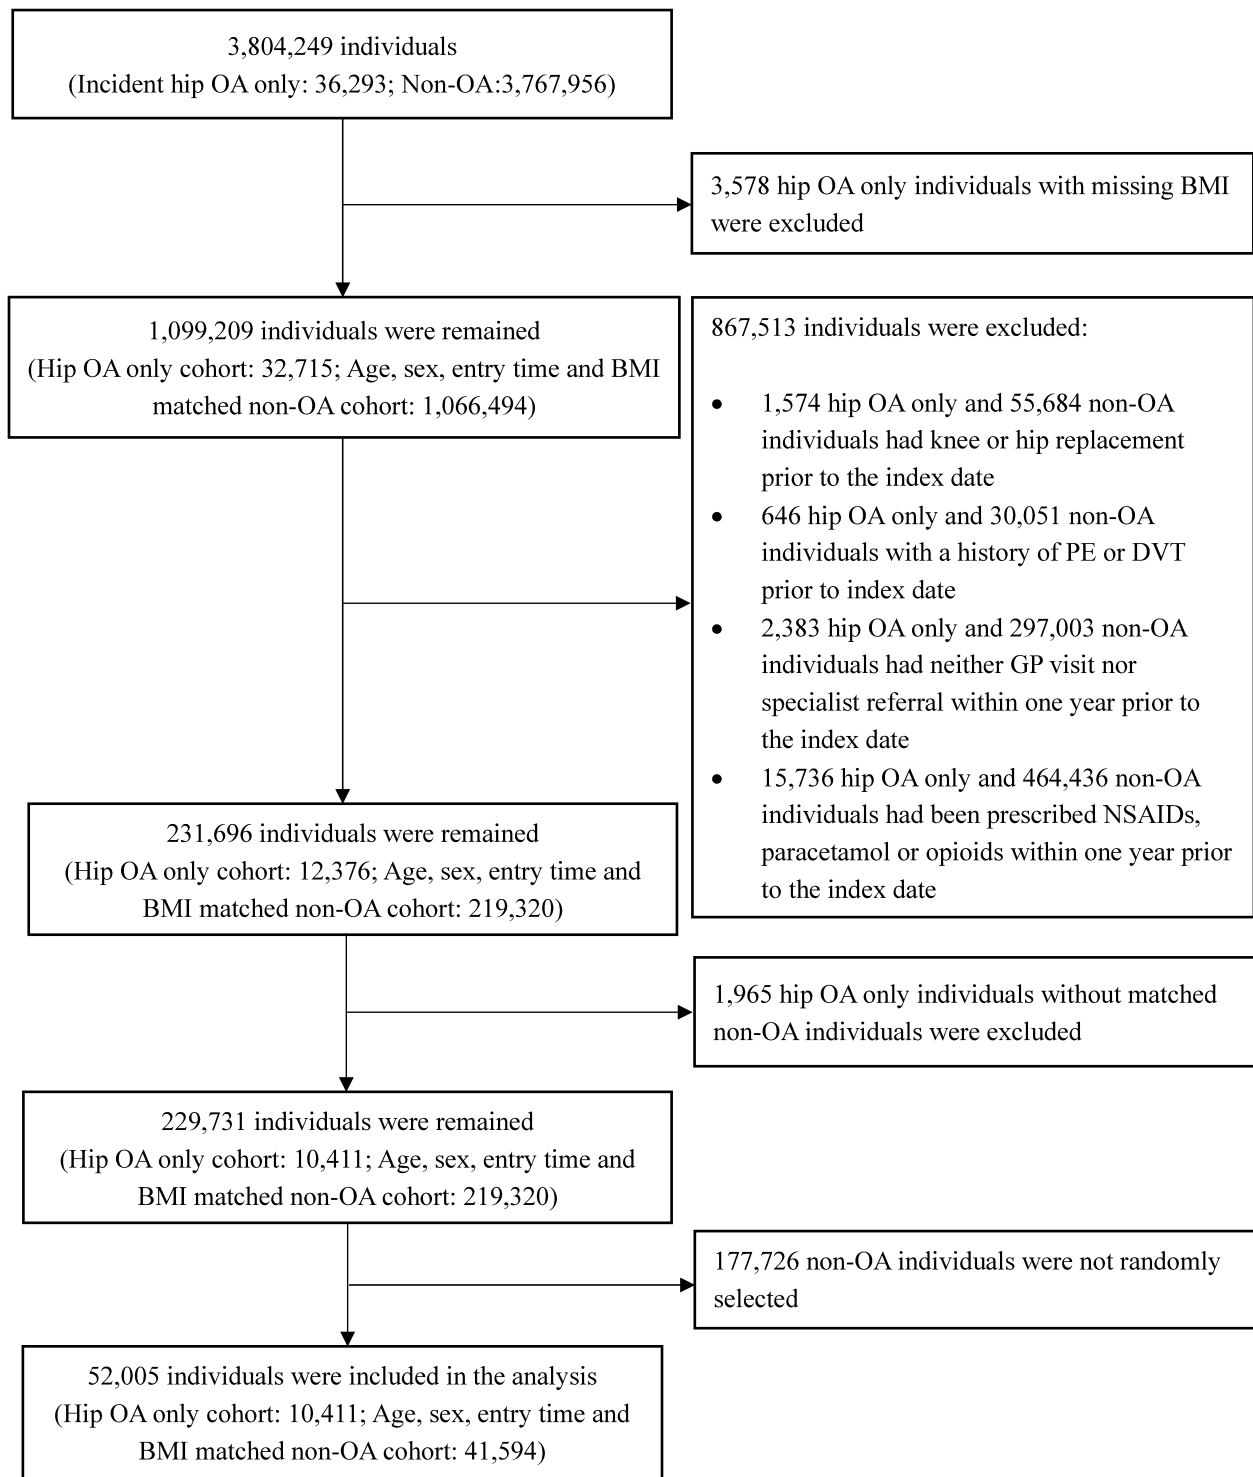 3,804,249 individuals
(Incident hip OA only: 36,293; Non-OA:3,767,956)
3,578 hip OA only individuals with missing BMI
were excluded
1,099,209 individuals were remained
(Hip OA only cohort: 32,715; Age, sex, entry time and BMI
matched non-OA cohort: 1,066,494)
867,513 individuals were excluded:
• 1,574 hip OA only and 55,684 non-OA
individuals had knee or hip replacement
prior to the index date
• 646 hip OA only and 30,051 non-OA
individuals with a history of PE or DVT
prior to index date
• 2,383 hip OA only and 297,003 non-OA
individuals had neither GP visit nor
specialist referral within one year prior to
the index date
• 15,736 hip OA only and 464,436 non-OA
individuals had been prescribed NSAIDs,
paracetamol or opioids within one year prior
to the index date
231,696 individuals were remained
(Hip OA only cohort: 12,376; Age, sex, entry time and
BMI matched non-OA cohort: 219,320)
1,965 hip OA only individuals without matched
non-OA individuals were excluded
229,731 individuals were remained
(Hip OA only cohort: 10,411; Age, sex, entry time and
BMI matched non-OA cohort: 219,320)
177,726 non-OA individuals were not randomly
selected
52,005 individuals were included in the analysis
(Hip OA only cohort: 10,411; Age, sex, entry time and
BMI matched non-OA cohort: 41,594)